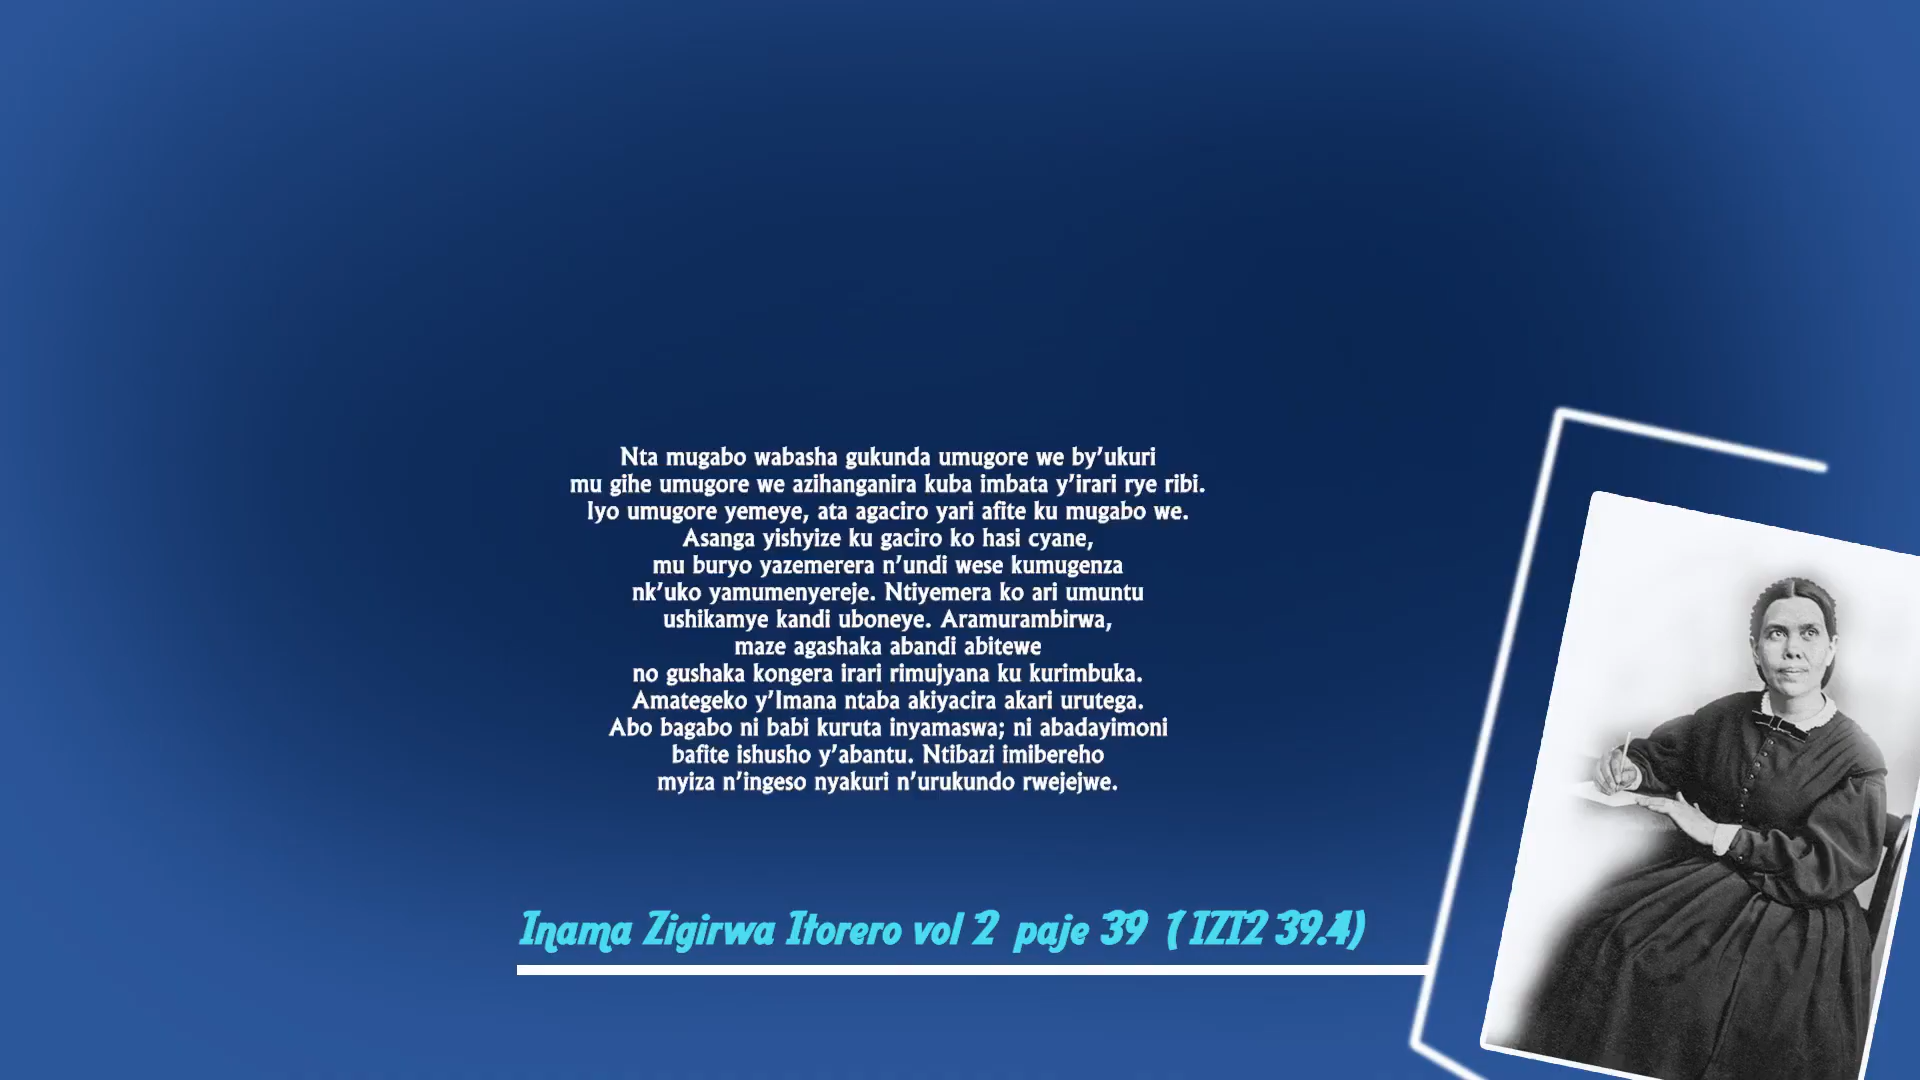 Nta mugabo wabasha gukunda umugore we by’ukuri
mu gihe umugore we azihanganira kuba imbata y’irari rye ribi.
Iyo umugore yemeye, ata agaciro yari afite ku mugabo we.
Asanga yishyize ku gaciro ko hasi cyane,
mu buryo yazemerera n’undi wese kumugenza
nk’uko yamumenyereje. Ntiyemera ko ari umuntu
ushikamye kandi uboneye. Aramurambirwa,
maze agashaka abandi abitewe
no gushaka kongera irari rimujyana ku kurimbuka.
Amategeko y’Imana ntaba akiyacira akari urutega.
Abo bagabo ni babi kuruta inyamaswa; ni abadayimoni
bafite ishusho y’abantu. Ntibazi imibereho
myiza n’ingeso nyakuri n’urukundo rwejejwe.
Inama Zigirwa Itorero vol 2 paje 39 ( IZI2 39.4)